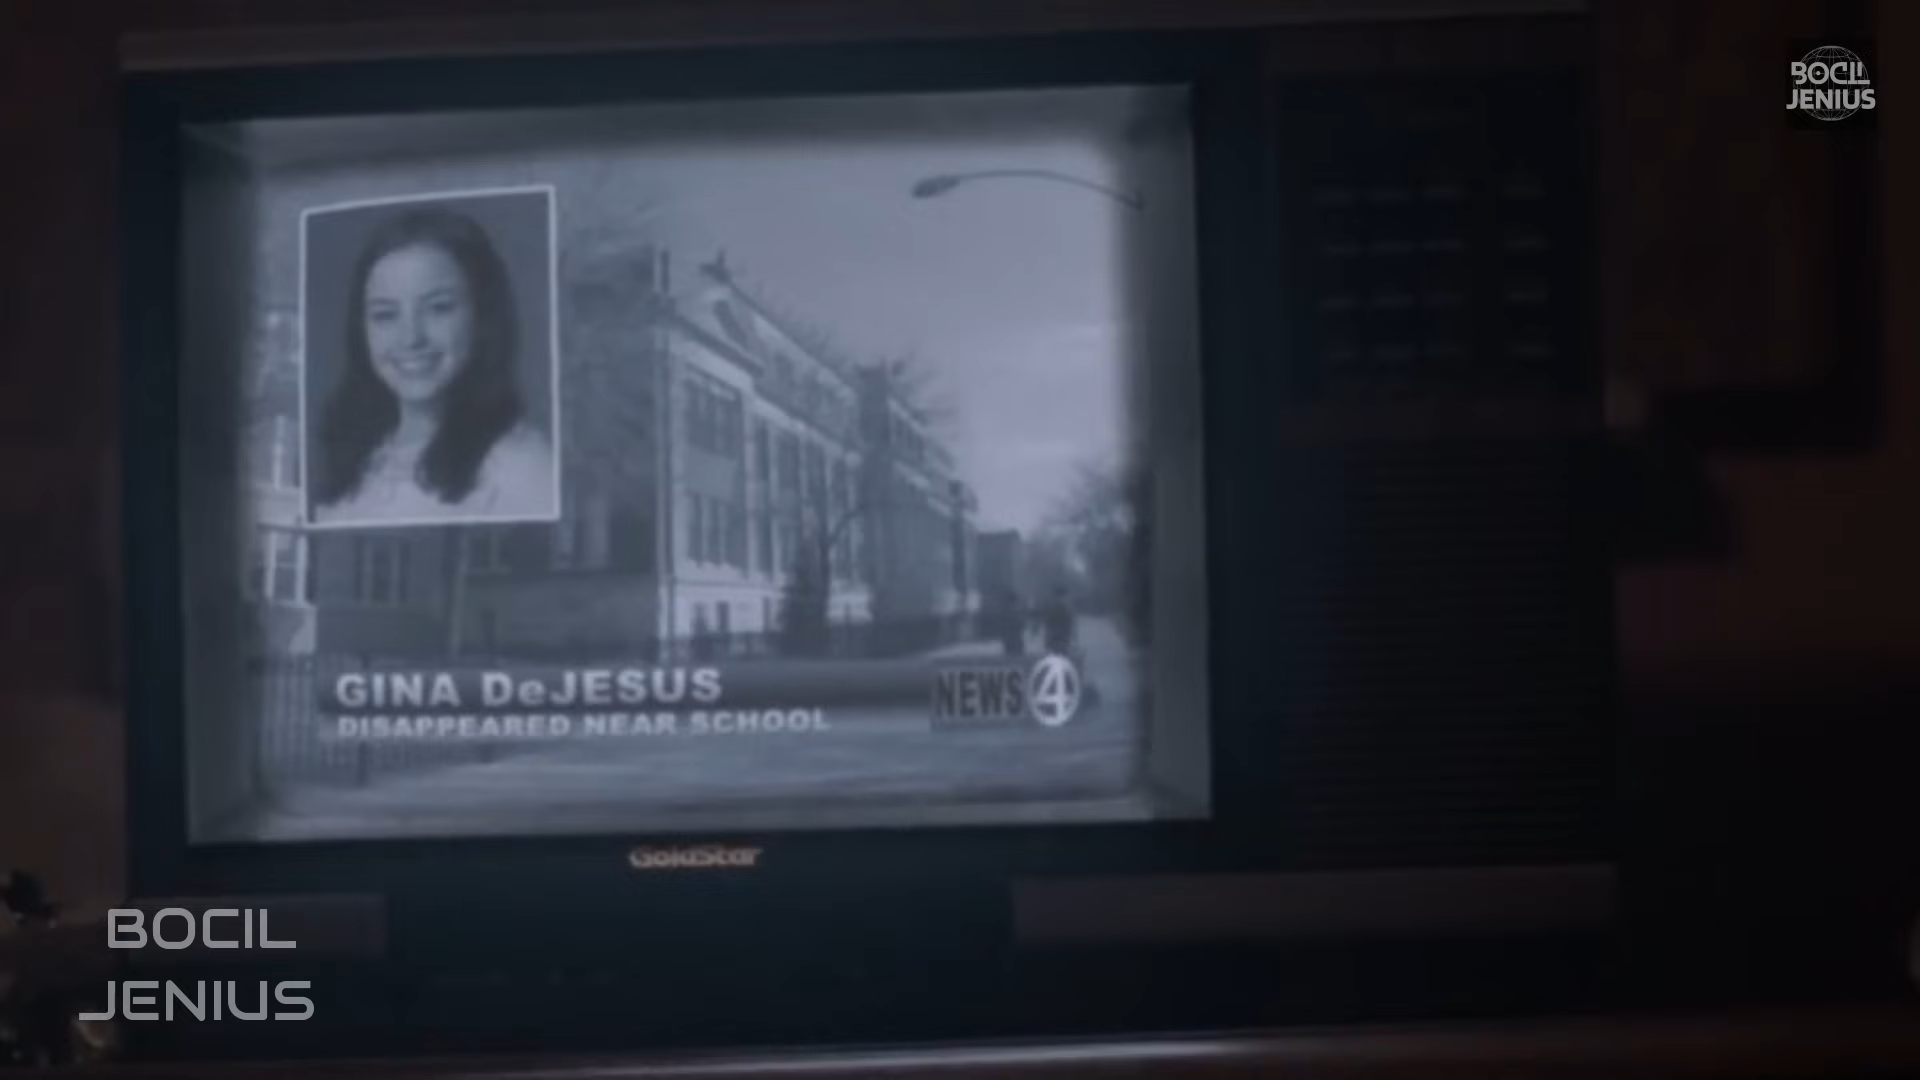 BOCIL
JENIUS
GINA DeJESUS
DISAPPEARED NEAR SCHOOL
NEWS 4
GoldStar
BOCIL
JENIUS